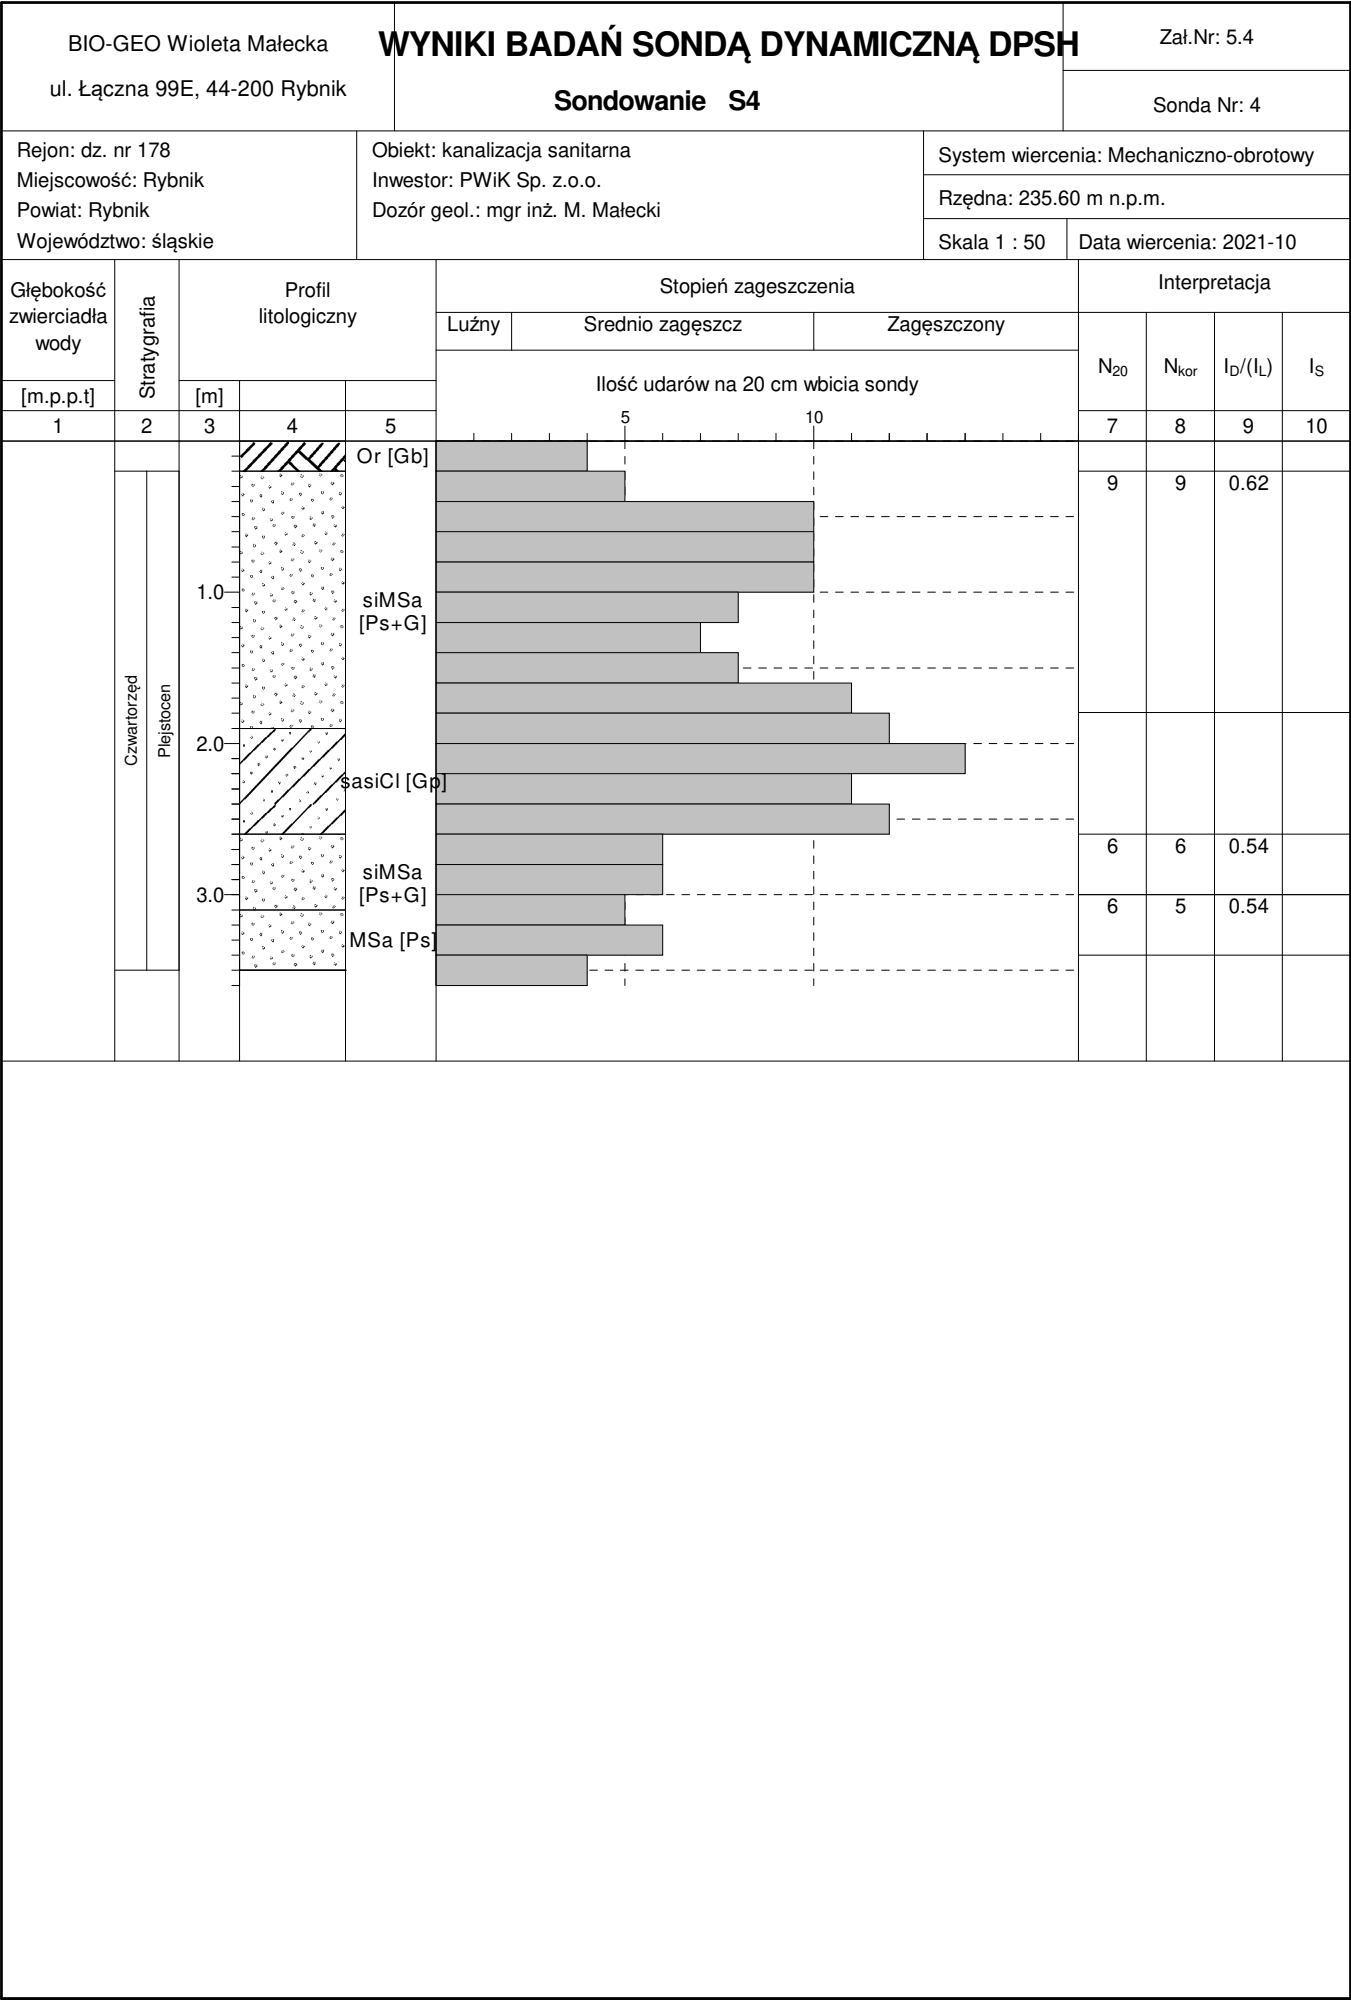 BIO-GEO Wioleta Małecka
ul. Łączna 99E, 44-200 Rybnik
WYNIKI BADAŃ SONDĄ DYNAMICZNĄ DPSH
Sondowanie S4
Zał.Nr: 5.4
Sonda Nr: 4
Rejon: dz. nr 178
Miejscowość: Rybnik
Powiat: Rybnik
Województwo: śląskie
Obiekt: kanalizacja sanitarna
Inwestor: PWiK Sp. z.o.o.
Dozór geol.: mgr inż. M. Małecki
System wiercenia: Mechaniczno-obrotowy
Rzędna: 235.60 m n.p.m.
Skala 1 : 50
Data wiercenia: 2021-10
Głębokość
zwierciadła
wody
[m.p.p.t]
Stratygrafia
Profil
litologiczny
[m]
Stopień zageszczenia
Luźny
Srednio zagęszcz
Zagęszczony
Ilość udarów na 20 cm wbicia sondy
5
10
Interpretacja
N20
Nkor
ID/(IL)
IS
1
2
3
4
5
7
8
9
10
Or [Gb]
9
9
0.62
1.0
siMSa
[Ps+G]
Czwartorzęd
Plejstocen
2.0
sasiCl [Gp]
6
6
0.54
siMSa
[Ps+G]
3.0
6
5
0.54
MSa [Ps]